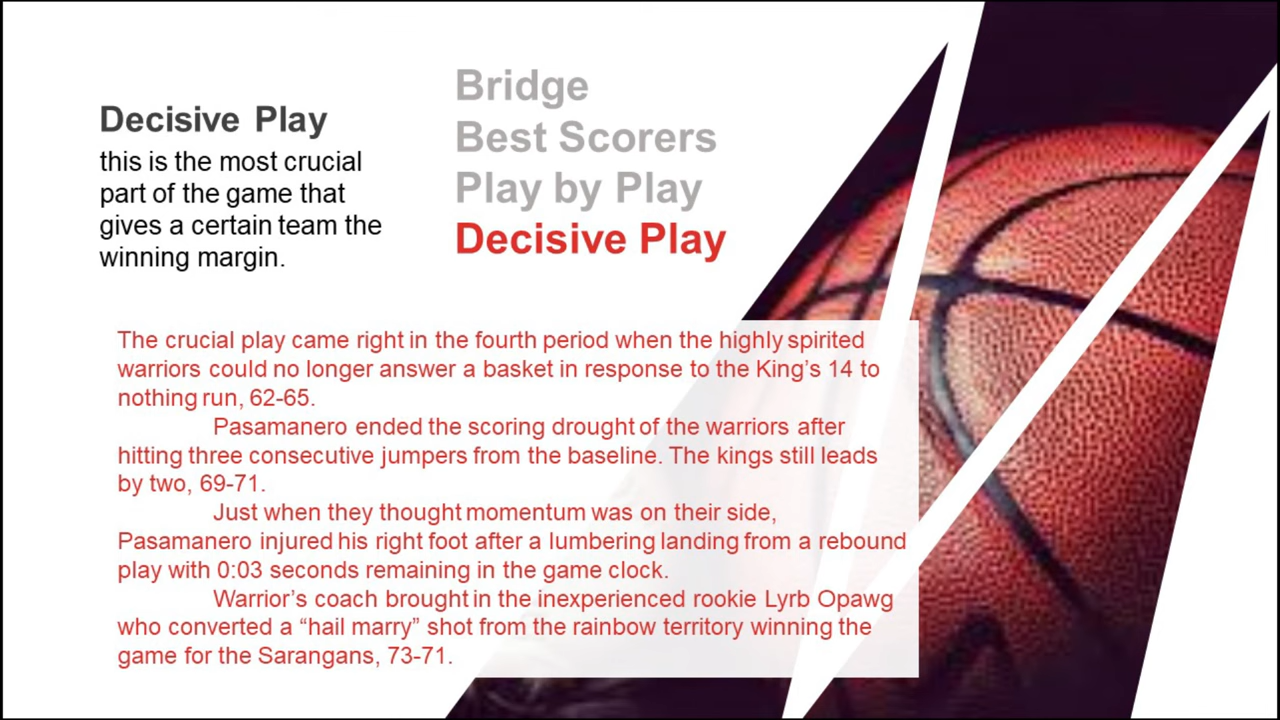 Decisive Play
this is the most crucial
part of the game that
gives a certain team the
winning margin.
Bridge
Best Scorers
Play by Play
Decisive Play
The crucial play came right in the fourth period when the highly spirited
warriors could no longer answer a basket in response to the King’s 14 to
nothing run, 62-65.
Pasamanero ended the scoring drought of the warriors after
hitting three consecutive jumpers from the baseline. The kings still leads
by two, 69-71.
Just when they thought momentum was on their side,
Pasamanero injured his right foot after a lumbering landing from a rebound
play with 0:03 seconds remaining in the game clock.
Warrior’s coach brought in the inexperienced rookie Lyrb Opawg
who converted a “hail marry” shot from the rainbow territory winning the
game for the Sarangans, 73-71.